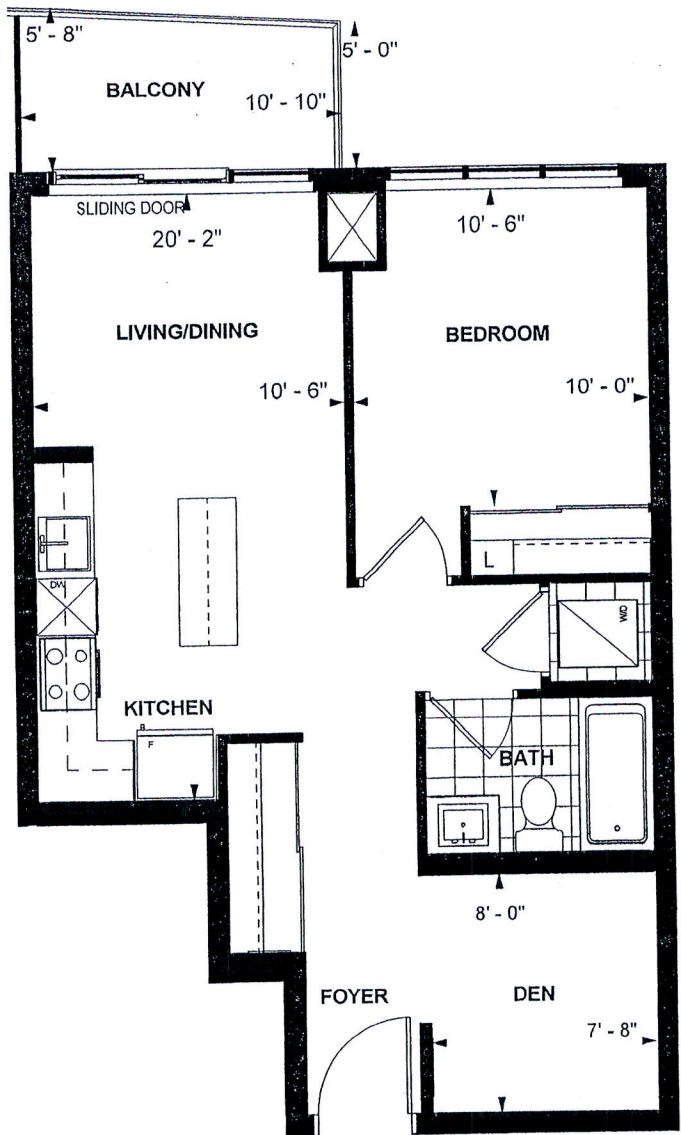 5' - 8"
5' - 0"
BALCONY
10' - 10"
SLIDING DOOR
20' - 2"
10' - 6"
LIVING/DINING
BEDROOM
10' - 6"
10' - 0"
L
DW
W/D
KITCHEN
F
BATH
8' - 0"
FOYER
DEN
7' - 8"